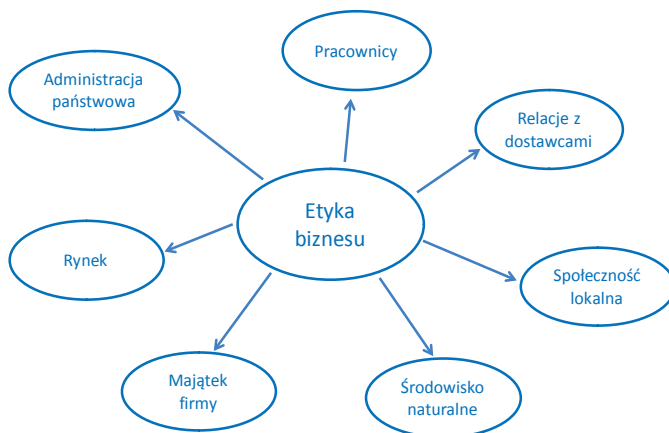 Pracownicy
Administracja
państwowa
Relacje z
dostawcami
Etyka
biznesu
Rynek
Społeczność
lokalna
Majątek
firmy
Środowisko
naturalne